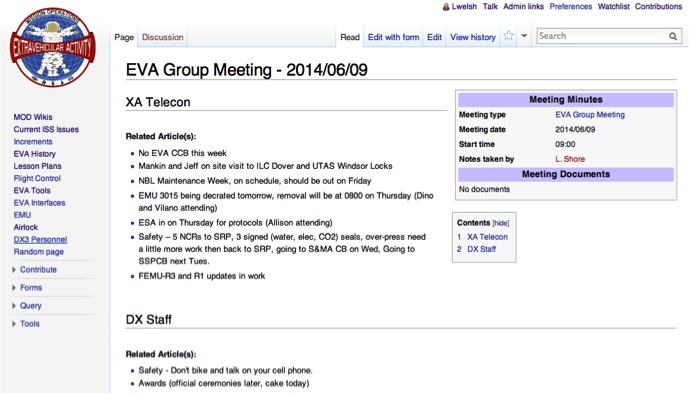 Lwelsh Talk Admin links Preferences Watchlist Contributions
MISSION OPERATIONS
EXTRAVEHICULAR ACTIVITY
Page Discussion Read Edit with form Edit View history Search
EVA Group Meeting - 2014/06/09
MOD Wikis
Current ISS Issues
Increments
EVA History
Lesson Plans
Flight Control
EVA Tools
EVA Interfaces
EMU
Airlock
DX3 Personnel
Random page
Contribute
Forms
Query
Tools
XA Telecon
Related Article(s):
No EVA CCB this week
Mankin and Jeff on site visit to ILC Dover and UTAS Windsor Locks
NBL Maintenance Week, on schedule, should be out on Friday
EMU 3015 being decrated tomorrow, removal will be at 0800 on Thursday (Dino
and Vilano attending)
ESA in on Thursday for protocols (Allison attending)
Safety – 5 NCRs to SRP, 3 signed (water, elec, CO2) seals, over-press need
a little more work then back to SRP, going to S&MA CB on Wed, Going to
SSPCB next Tues.
FEMU-R3 and R1 updates in work
Meeting Minutes
Meeting type EVA Group Meeting
Meeting date 2014/06/09
Start time 09:00
Notes taken by L. Shore
Meeting Documents
No documents
Contents [hide]
1 XA Telecon
2 DX Staff
DX Staff
Related Article(s):
Safety - Don't bike and talk on your cell phone.
Awards (official ceremonies later, cake today)